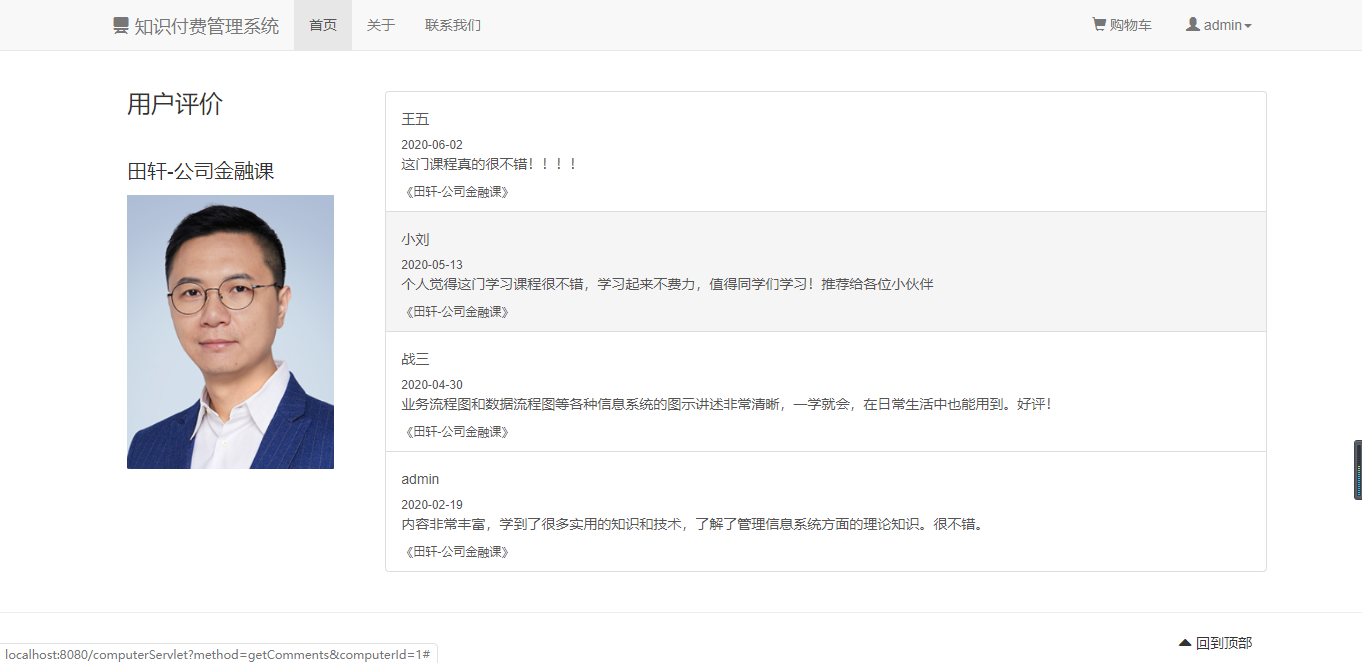 知识付费管理系统 首页 关于 联系我们 购物车 admin
用户评价
田轩-公司金融课
王五
2020-06-02
这门课程真的很不错！！！！
《田轩-公司金融课》
小刘
2020-05-13
个人觉得这门学习课程很不错，学习起来不费力，值得同学们学习！推荐给各位小伙伴
《田轩-公司金融课》
战三
2020-04-30
业务流程图和数据流程图等各种信息系统的图示讲述非常清晰，一学就会，在日常生活中也能用到。好评！
《田轩-公司金融课》
admin
2020-02-19
内容非常丰富，学到了很多实用的知识和技术，了解了管理信息系统方面的理论知识。很不错。
《田轩-公司金融课》
回到顶部
localhost:8080/computerServlet?method=getComments&computerId=1#